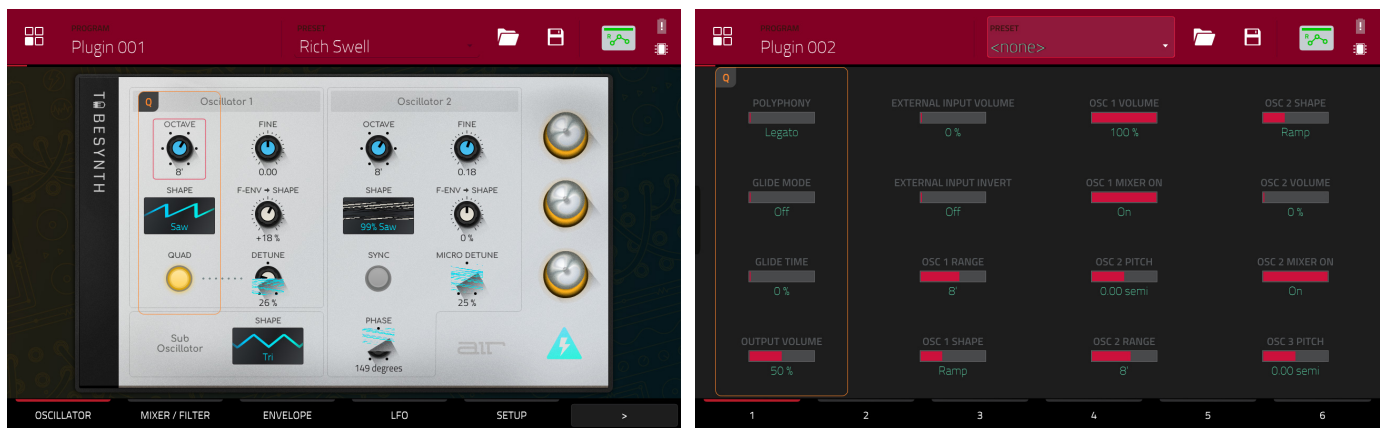 PROGRAM
Plugin 001
PRESET
Rich Swell
R
!
TUBESYNTH
Q
Oscillator 1
Oscillator 2
OCTAVE
FINE
OCTAVE
FINE
8'
0.00
8'
0.18
SHAPE
F-ENV → SHAPE
SHAPE
F-ENV → SHAPE
Saw
+18 %
99% Saw
0 %
QUAD
DETUNE
SYNC
MICRO DETUNE
26 %
25 %
Sub
Oscillator
SHAPE
Tri
PHASE
149 degrees
air
OSCILLATOR
MIXER / FILTER
ENVELOPE
LFO
SETUP
>
PROGRAM
Plugin 002
PRESET
<none>
R
!
Q
POLYPHONY
EXTERNAL INPUT VOLUME
OSC 1 VOLUME
OSC 2 SHAPE
Legato
0 %
100 %
Ramp
GLIDE MODE
EXTERNAL INPUT INVERT
OSC 1 MIXER ON
OSC 2 VOLUME
Off
Off
On
0 %
GLIDE TIME
OSC 1 RANGE
OSC 2 PITCH
OSC 2 MIXER ON
0 %
8'
0.00 semi
On
OUTPUT VOLUME
OSC 1 SHAPE
OSC 2 RANGE
OSC 3 PITCH
50 %
Ramp
8'
0.00 semi
1
2
3
4
5
6